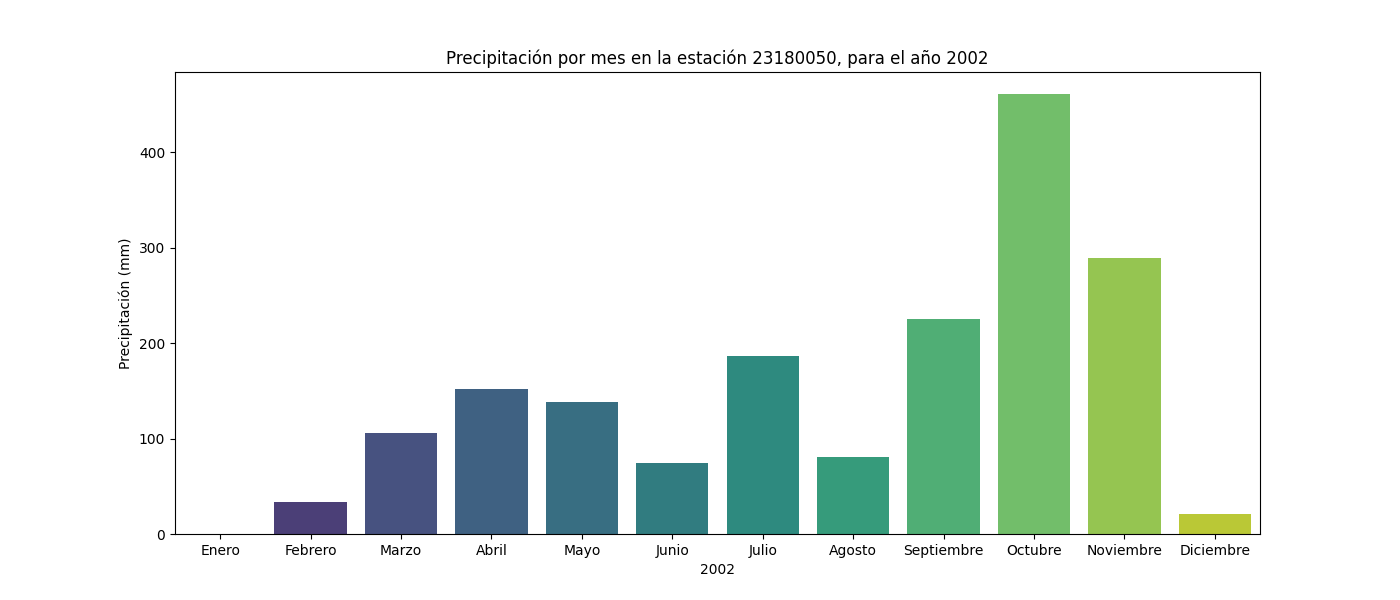 Precipitación por mes en la estación 23180050, para el año 2002
Precipitación (mm)
400
300
200
100
0
Enero Febrero Marzo Abril Mayo Junio Julio Agosto Septiembre Octubre Noviembre Diciembre
2002